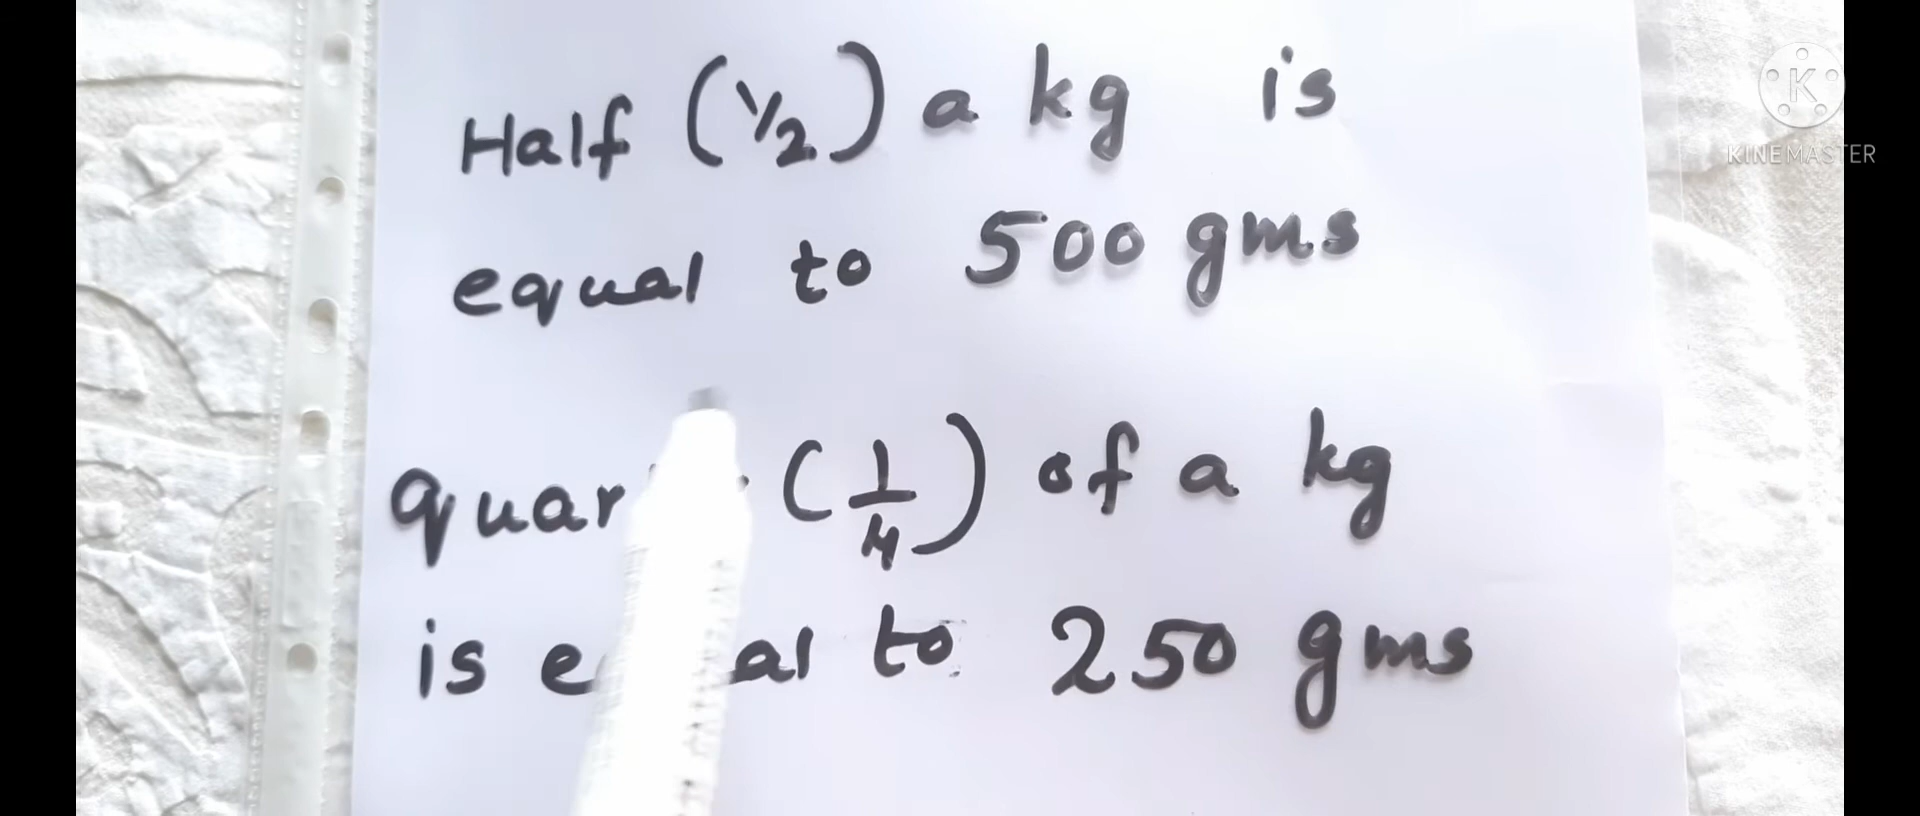 Half (1/2) a kg is
equal to 500 gms
(1/4) of a kg
is to 250 gms
K
KINEMASTER